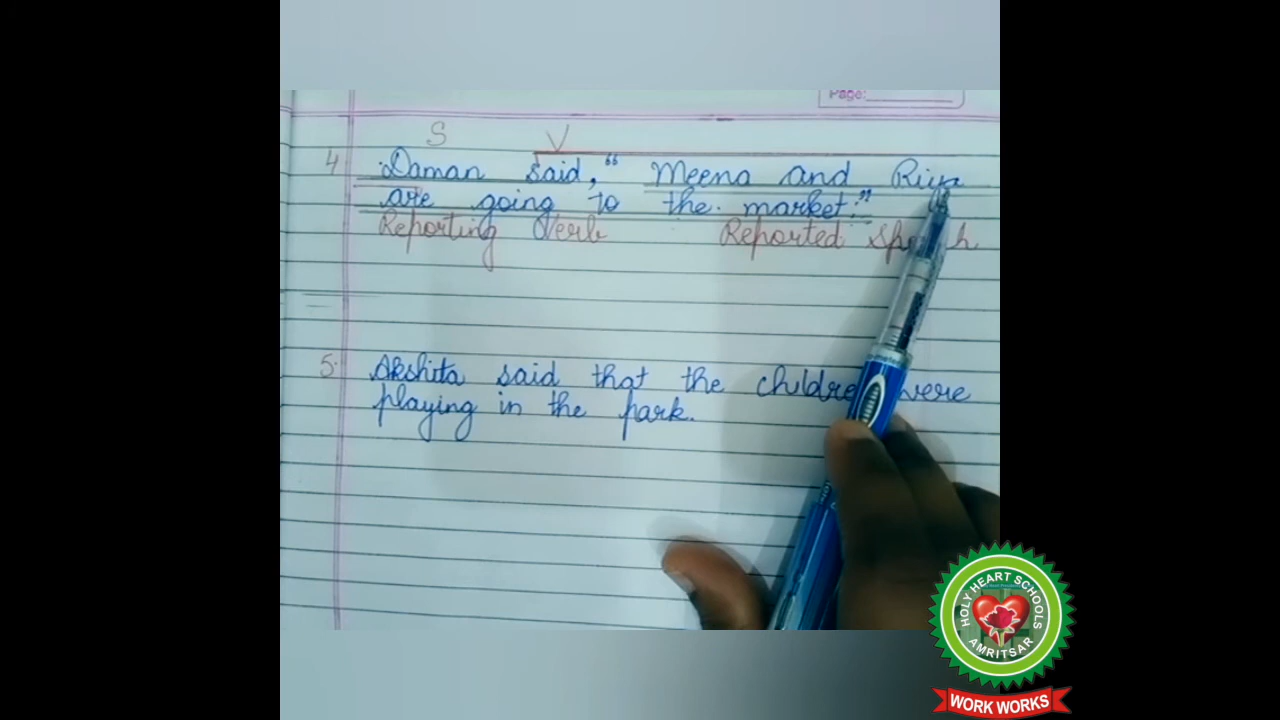 Page:
S V
4 Daman said, “ Meena and Riya
are going to the market.”
Reporting Verb Reported Speech
5. Akshita said that the children were
playing in the park.
HOLY HEART SCHOOLS
AMRITSAR
WORK WORKS